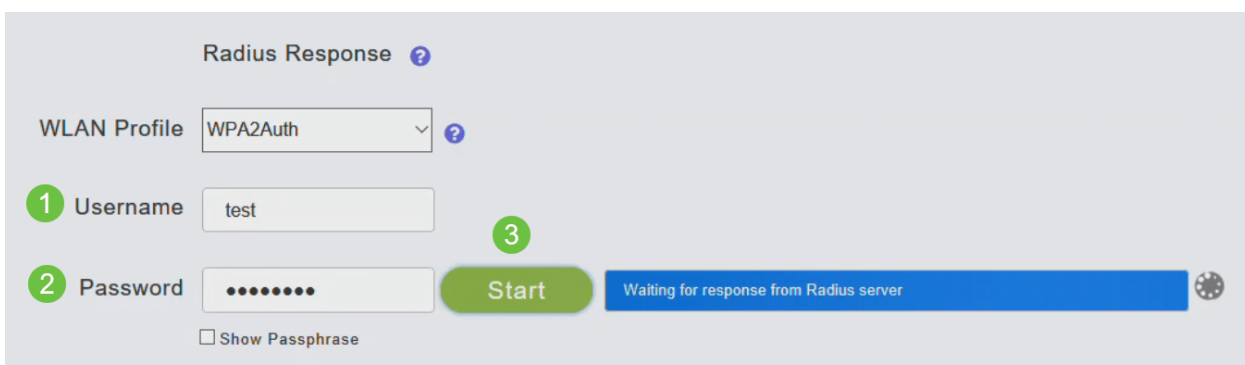 Radius Response ?
WLAN Profile WPA2Auth ?
1 Username test
3
2 Password •••••••• Start Waiting for response from Radius server
Show Passphrase